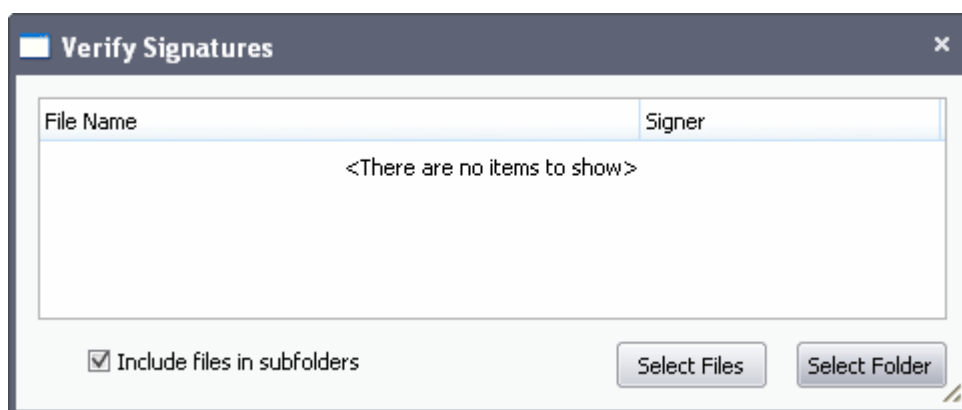 Verify Signatures
File Name Signer
<There are no items to show>
Include files in subfolders Select Files Select Folder